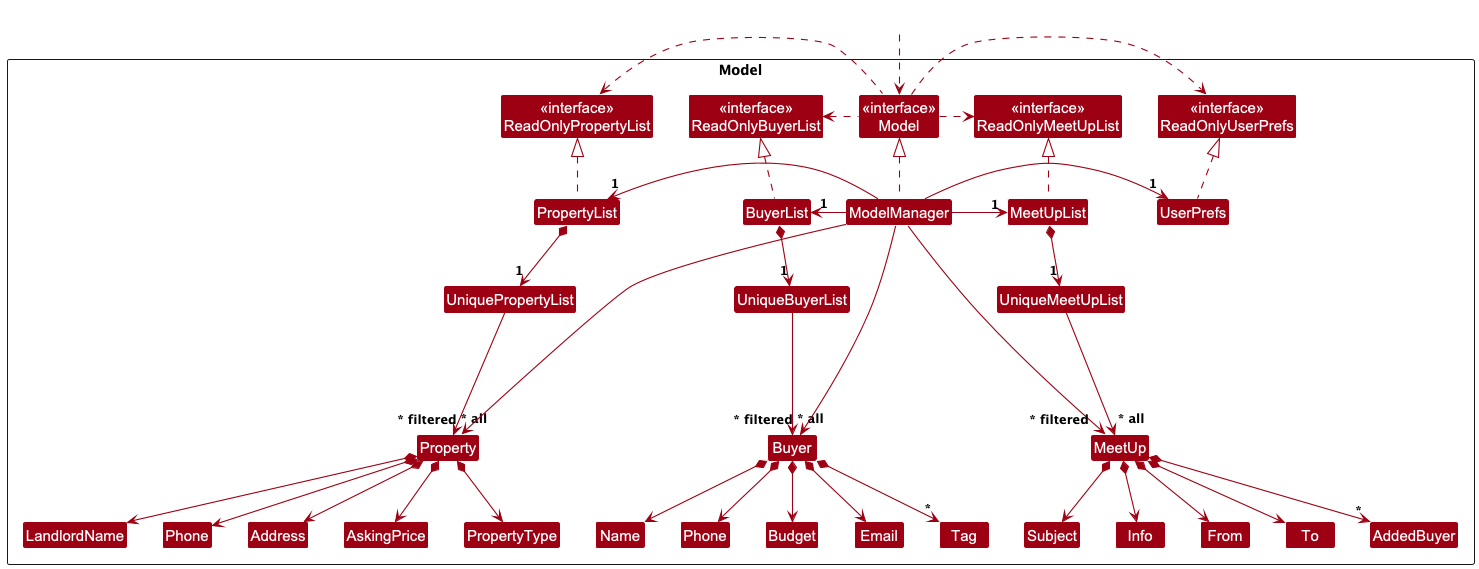 Model
«interface»
ReadOnlyPropertyList
«interface»
ReadOnlyBuyerList
«interface»
Model
«interface»
ReadOnlyMeetUpList
«interface»
ReadOnlyUserPrefs
1
1
1
1
PropertyList
BuyerList
ModelManager
MeetUpList
UserPrefs
1
1
1
UniquePropertyList
UniqueBuyerList
UniqueMeetUpList
* filtered
* all
* filtered
* all
* filtered
* all
Property
Buyer
MeetUp
*
*
LandlordName
Phone
Address
AskingPrice
PropertyType
Name
Phone
Budget
Email
Tag
Subject
Info
From
To
AddedBuyer